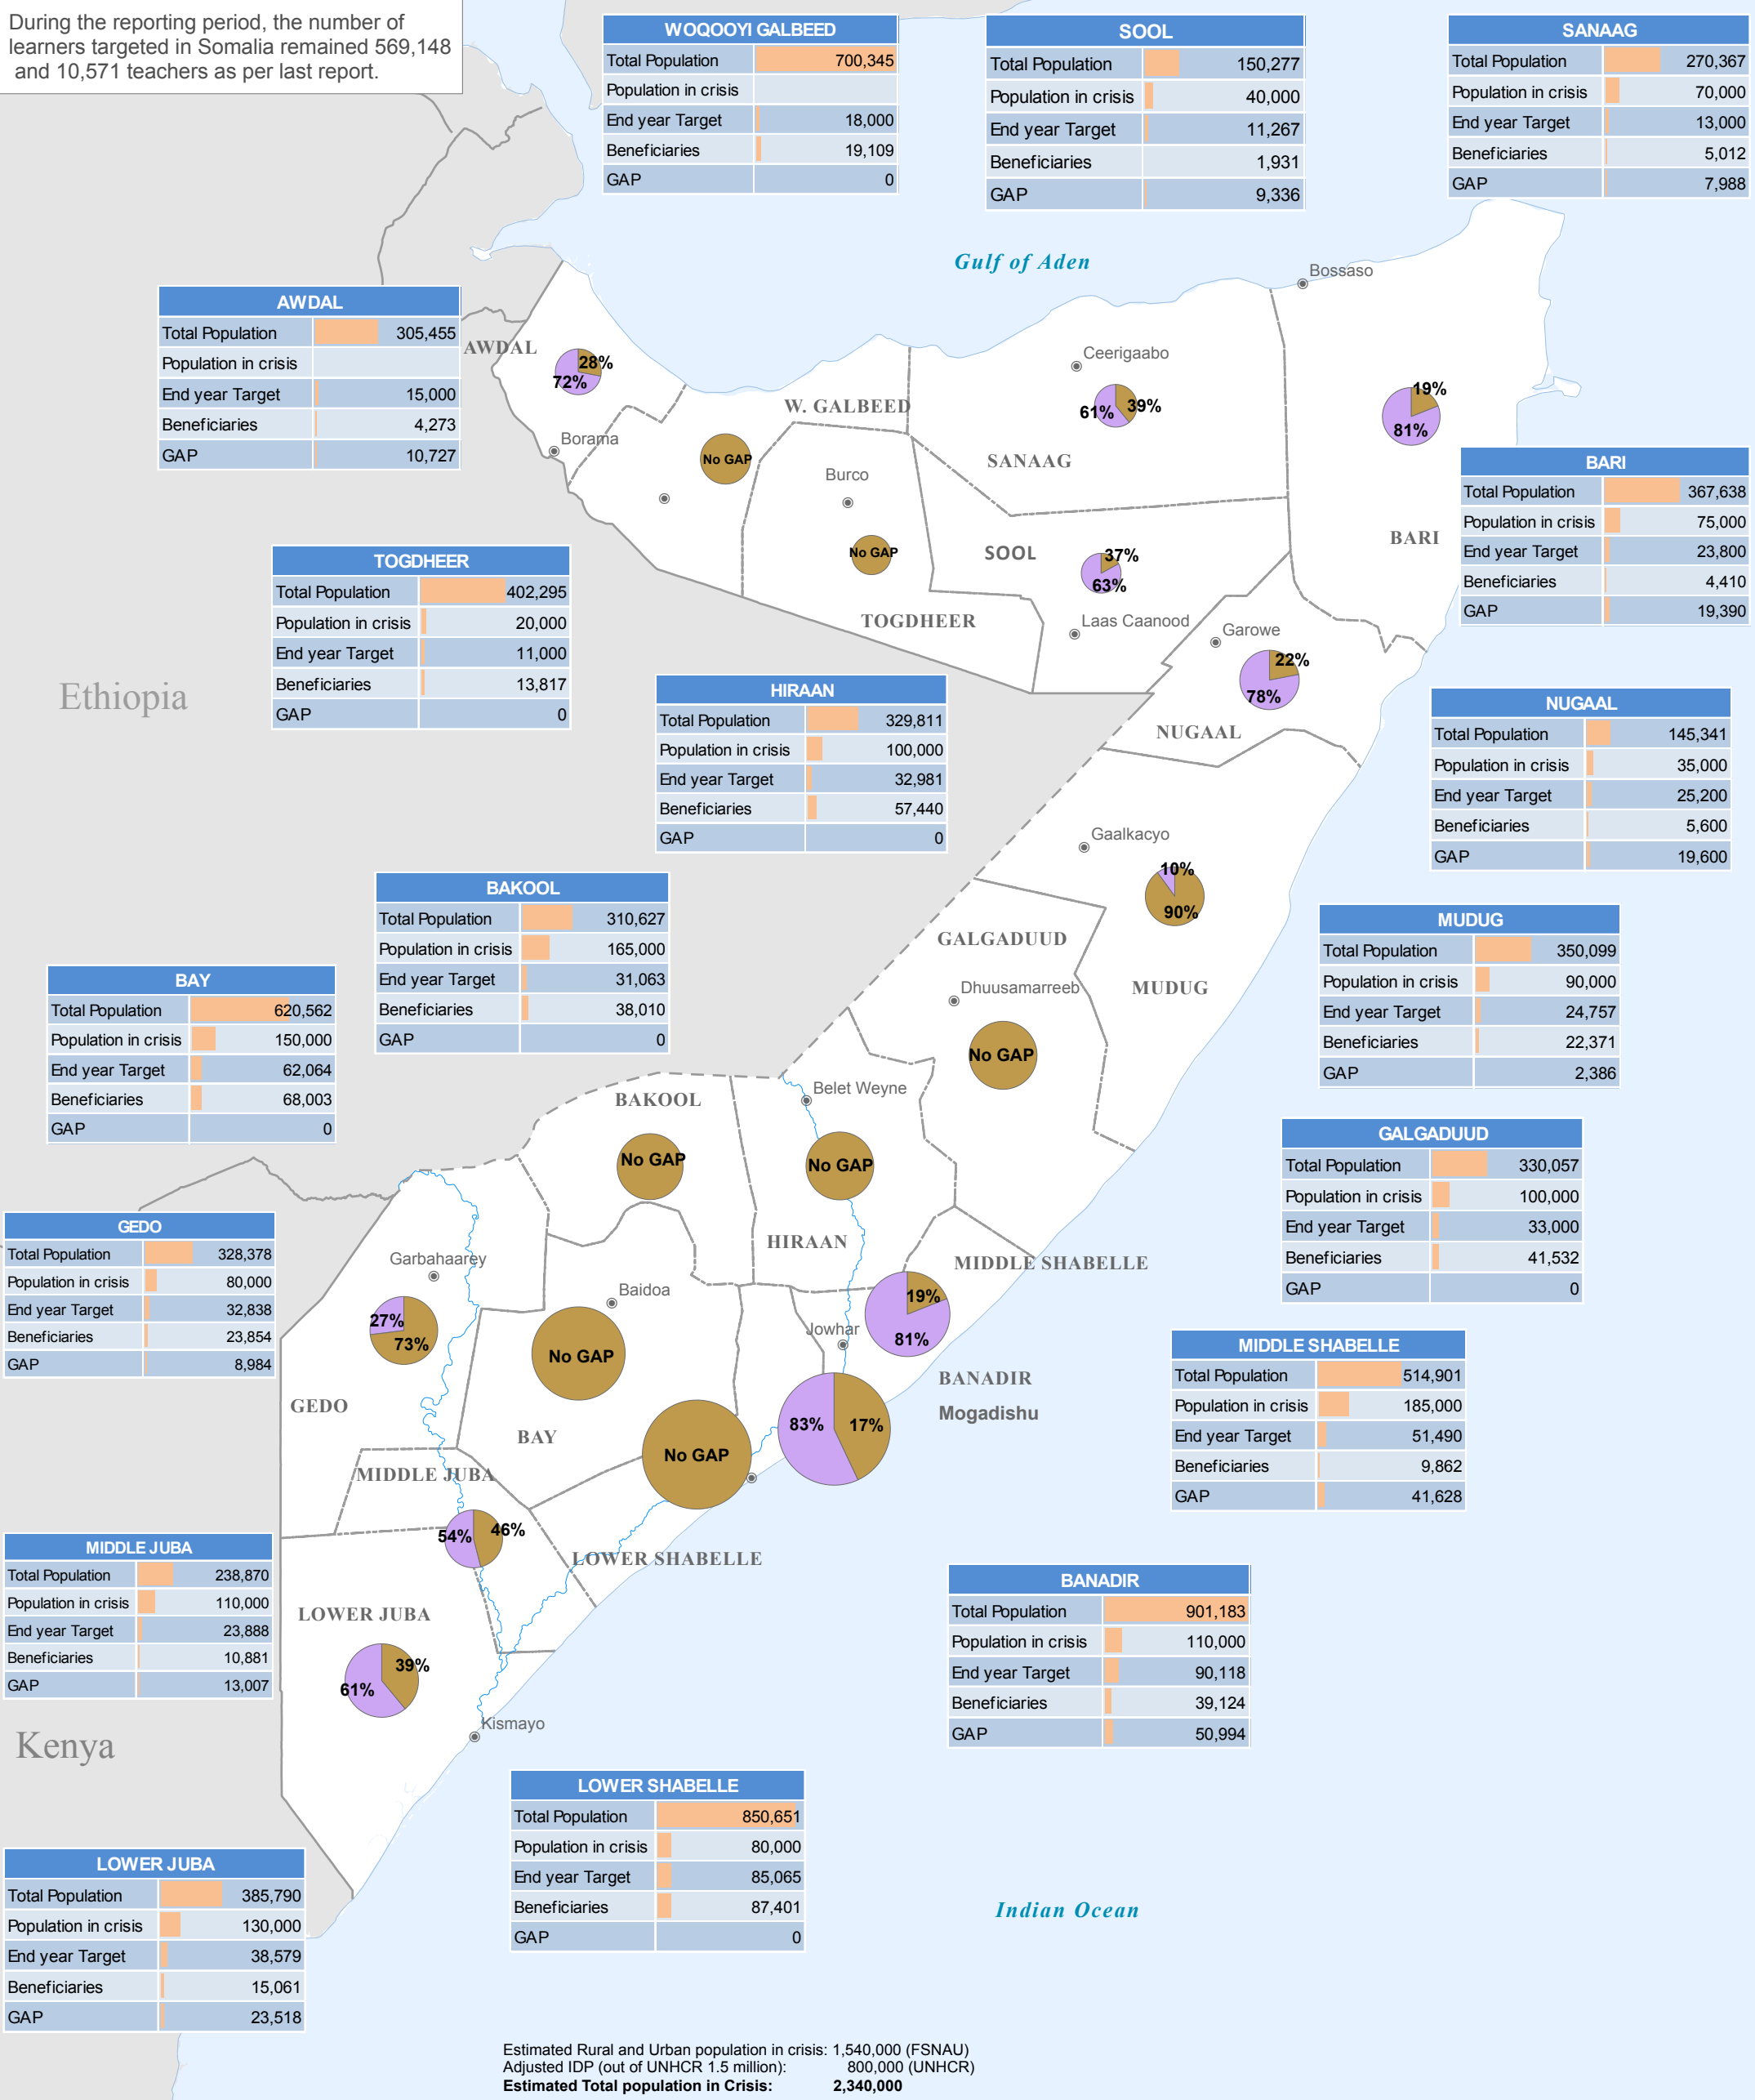 During the reporting period, the number of
learners targeted in Somalia remained 569,148
and 10,571 teachers as per last report.
WOQOOYI GALBEED
Total Population 700,345
Population in crisis
End year Target 18,000
Beneficiaries 19,109
GAP 0
SOOL
Total Population 150,277
Population in crisis 40,000
End year Target 11,267
Beneficiaries 1,931
GAP 9,336
SANAAG
Total Population 270,367
Population in crisis 70,000
End year Target 13,000
Beneficiaries 5,012
GAP 7,988
Gulf of Aden
Bossaso
AWDAL
Total Population 305,455
Population in crisis
End year Target 15,000
Beneficiaries 4,273
GAP 10,727
AWDAL
28%
72%
Borama
W. GALBEED
No GAP
Ceerigaabo
61% 39%
SANAAG
19%
81%
BARI
BARI
Total Population 367,638
Population in crisis 75,000
End year Target 23,800
Beneficiaries 4,410
GAP 19,390
Burco
No GAP
TOGDHEER
SOOL
37%
63%
Laas Caanood
Garowe
22%
78%
NUGAAL
TOGDHEER
Total Population 402,295
Population in crisis 20,000
End year Target 11,000
Beneficiaries 13,817
GAP 0
Ethiopia
HIRAAN
Total Population 329,811
Population in crisis 100,000
End year Target 32,981
Beneficiaries 57,440
GAP 0
NUGAAL
Total Population 145,341
Population in crisis 35,000
End year Target 25,200
Beneficiaries 5,600
GAP 19,600
Gaalkacyo
10%
90%
MUDUG
BAKOOL
Total Population 310,627
Population in crisis 165,000
End year Target 31,063
Beneficiaries 38,010
GAP 0
GALGADUUD
Dhuusamarreeb
No GAP
MUDUG
Total Population 350,099
Population in crisis 90,000
End year Target 24,757
Beneficiaries 22,371
GAP 2,386
BAY
Total Population 620,562
Population in crisis 150,000
End year Target 62,064
Beneficiaries 68,003
GAP 0
BAKOOL
No GAP
Belet Weyne
No GAP
HIRAAN
GALGADUUD
Total Population 330,057
Population in crisis 100,000
End year Target 33,000
Beneficiaries 41,532
GAP 0
GEDO
Total Population 328,378
Population in crisis 80,000
End year Target 32,838
Beneficiaries 23,854
GAP 8,984
Garbahaarey
27%
73%
GEDO
Baidoa
No GAP
BAY
MIDDLE SHABELLE
19%
81%
Jowhar
BANADIR
Mogadishu
83% 17%
No GAP
MIDDLE SHABELLE
Total Population 514,901
Population in crisis 185,000
End year Target 51,490
Beneficiaries 9,862
GAP 41,628
MIDDLE JUBA
54% 46%
LOWER SHABELLE
MIDDLE JUBA
Total Population 238,870
Population in crisis 110,000
End year Target 23,888
Beneficiaries 10,881
GAP 13,007
LOWER JUBA
39%
61%
Kismayo
Kenya
BANADIR
Total Population 901,183
Population in crisis 110,000
End year Target 90,118
Beneficiaries 39,124
GAP 50,994
LOWER SHABELLE
Total Population 850,651
Population in crisis 80,000
End year Target 85,065
Beneficiaries 87,401
GAP 0
LOWER JUBA
Total Population 385,790
Population in crisis 130,000
End year Target 38,579
Beneficiaries 15,061
GAP 23,518
Indian Ocean
Estimated Rural and Urban population in crisis: 1,540,000 (FSNAU)
Adjusted IDP (out of UNHCR 1.5 million): 800,000 (UNHCR)
Estimated Total population in Crisis: 2,340,000